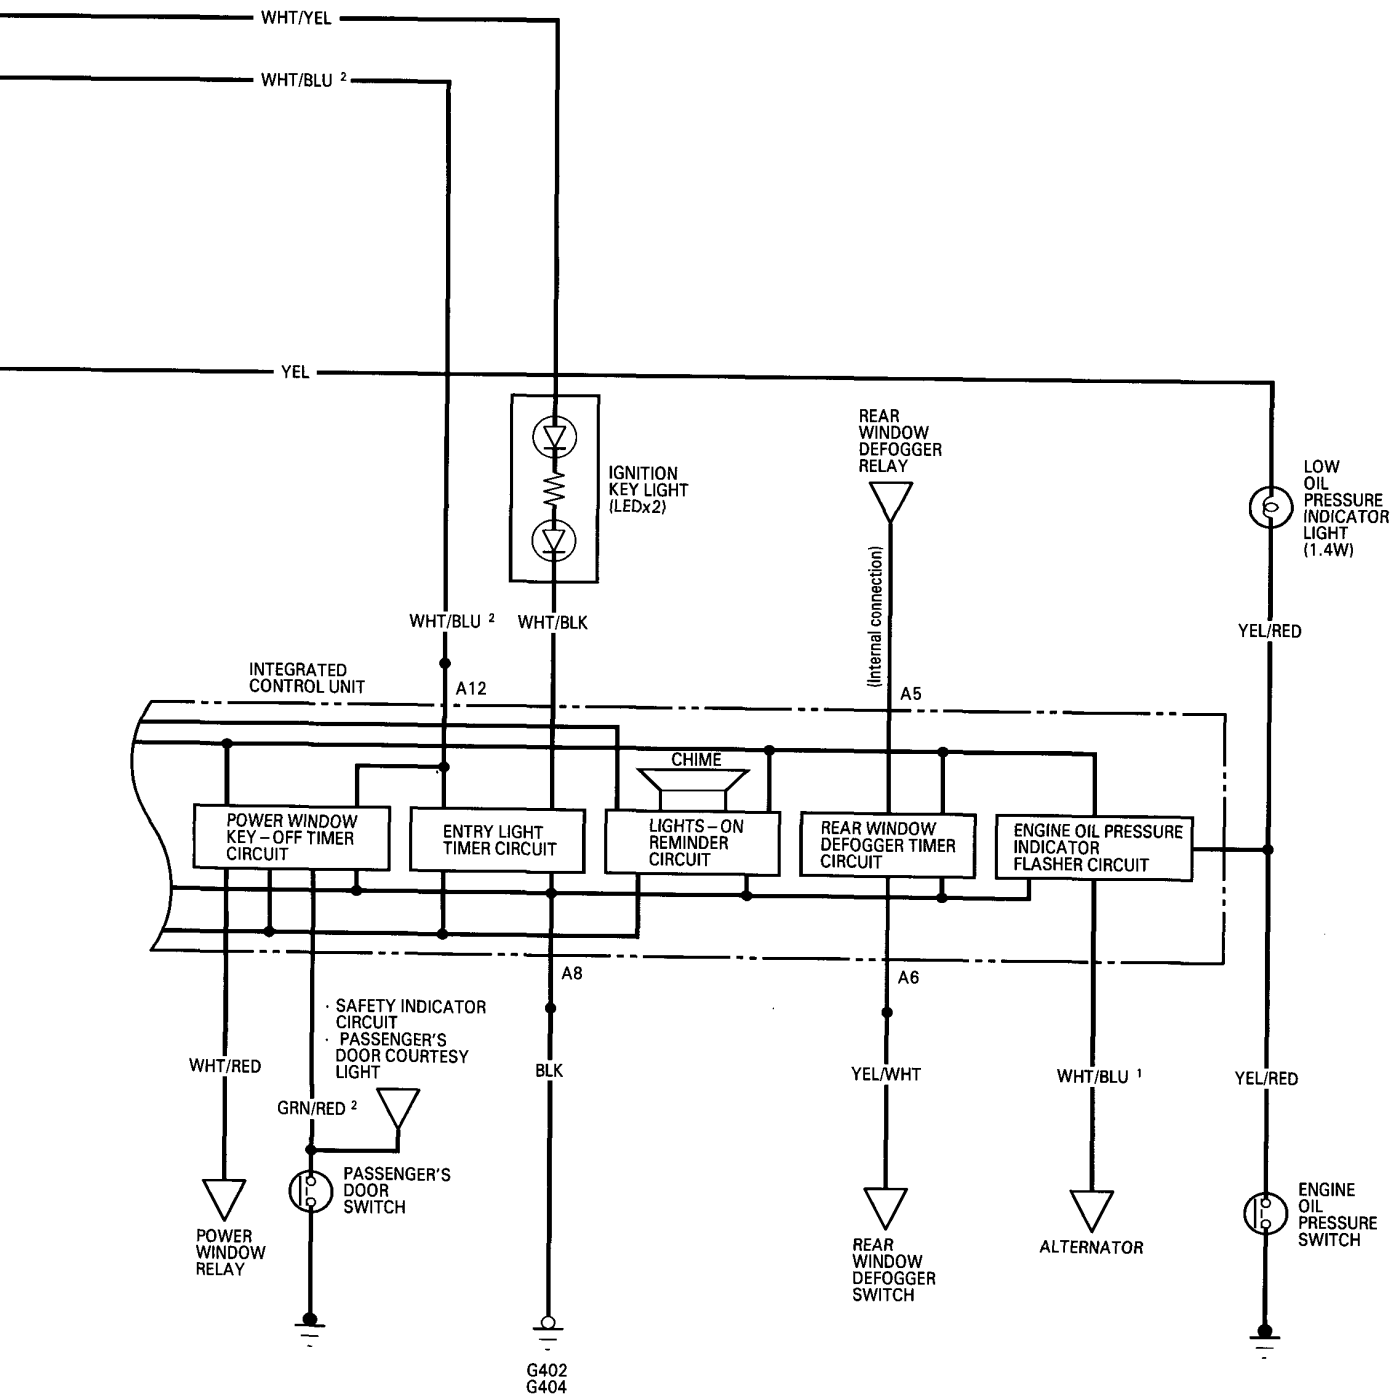 WHT/YEL
WHT/BLU 2
YEL
REAR
WINDOW
DEFOGGER
RELAY
IGNITION
KEY LIGHT
(LEDx2)
LOW
OIL
PRESSURE
INDICATOR
LIGHT
(1.4W)
(Internal connection)
WHT/BLU 2
WHT/BLK
YEL/RED
INTEGRATED
CONTROL UNIT
A12
A5
CHIME
POWER WINDOW
KEY-OFF TIMER
CIRCUIT
ENTRY LIGHT
TIMER CIRCUIT
LIGHTS-ON
REMINDER
CIRCUIT
REAR WINDOW
DEFOGGER TIMER
CIRCUIT
ENGINE OIL PRESSURE
INDICATOR
FLASHER CIRCUIT
A8
A6
· SAFETY INDICATOR
CIRCUIT
· PASSENGER'S
DOOR COURTESY
LIGHT
WHT/RED
GRN/RED 2
BLK
YEL/WHT
WHT/BLU 1
YEL/RED
PASSENGER'S
DOOR
SWITCH
POWER
WINDOW
RELAY
REAR
WINDOW
DEFOGGER
SWITCH
ALTERNATOR
ENGINE
OIL
PRESSURE
SWITCH
G402
G404